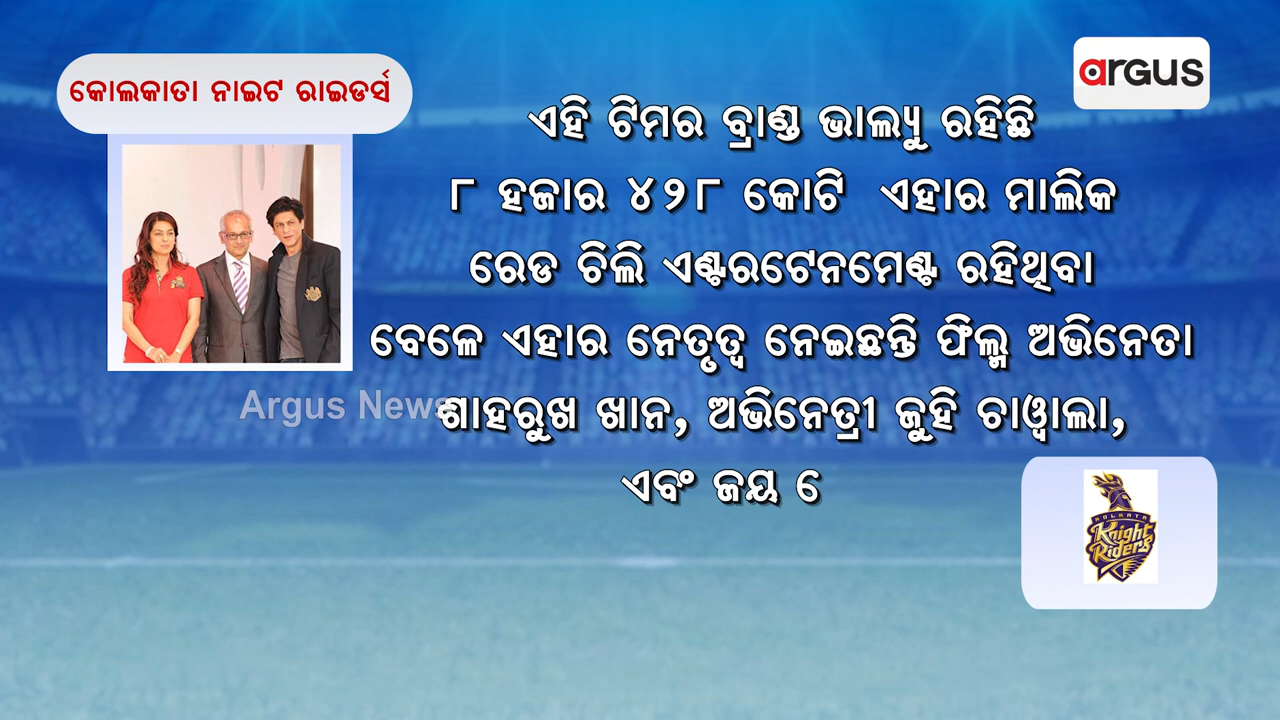 କୋଲକାତା ନାଇଟ ରାଇଡର୍ସ
argus
ଏହି ଟିମର ବ୍ରାଣ୍ଡ ଭାଲ୍ୟୁ ରହିଛି
୮ ହଜାର ୪୨୮ କୋଟି ଏହାର ମାଲିକ
ରେଡ ଚିଲି ଏଣ୍ଟରଟେନମେଣ୍ଟ ରହିଥିବା
ବେଳେ ଏହାର ନେତୃତ୍ୱ ନେଇଛନ୍ତି ଫିଲ୍ମ ଅଭିନେତା
Argus News
ଶାହରୁଖ ଖାନ, ଅଭିନେତ୍ରୀ ଜୁହି ଚାୱାଲା,
ଏବଂ ଜୟ େ
KOLKATA
Knight
Riders